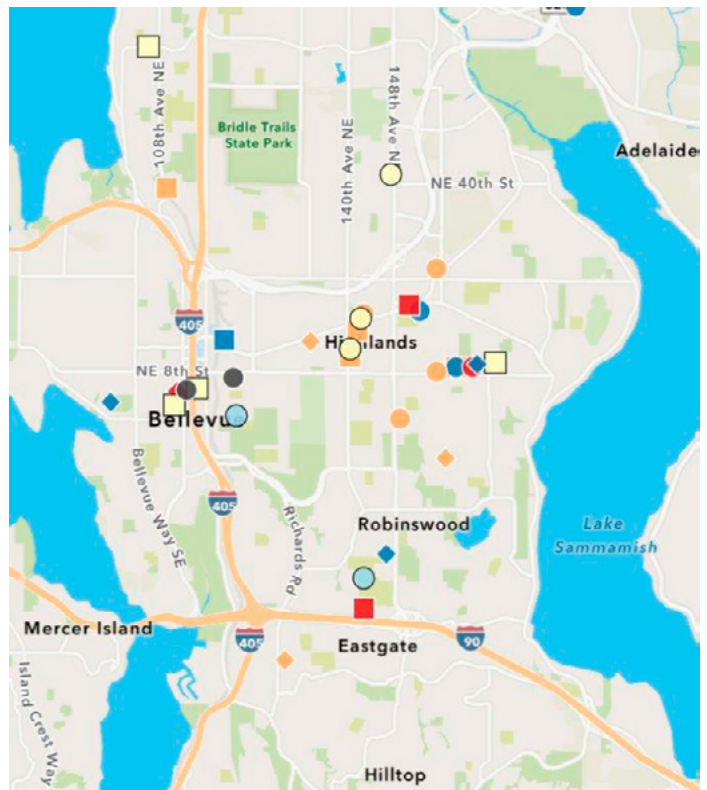 108th Ave NE
148th Ave N
140th Ave NE
Bridle Trails
State Park
Adelaide
NE 40th St
405
NE 8th St
Bellevue
405
Bellevue Way SE
Richards Rd
Robinswood
Lake
Sammamish
Mercer Island
405
Eastgate
90
Island Crest Way
Hilltop